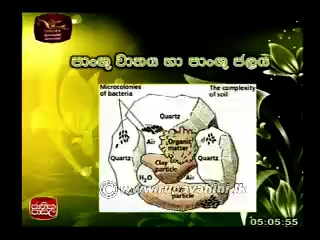 පාංශු වාතය හා පාංශු ජලය
Microcolonies
of bacteria
The complexity
of soil
Quartz
Air
Organic
matter
Quartz
Clay
particle
Air
Quartz
H₂O
particle
www.rupavahini.lk
05:05:55